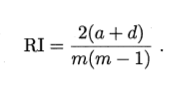 RI = 2(a + d) / m(m − 1) .